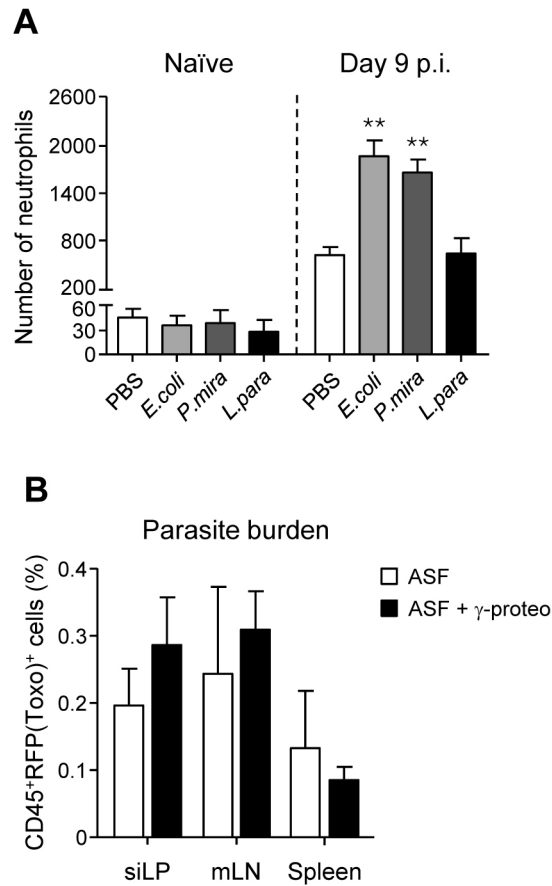 A
Naïve Day 9 p.i.
Number of neutrophils
2600
2000
1400
800
200
60
30
0
** **
PBS E.coli P.mira L.para PBS E.coli P.mira L.para
B
Parasite burden
CD45⁺RFP(Toxo)⁺ cells (%)
0.4
0.3
0.2
0.1
0
ASF
ASF + γ-proteo
siLP mLN Spleen